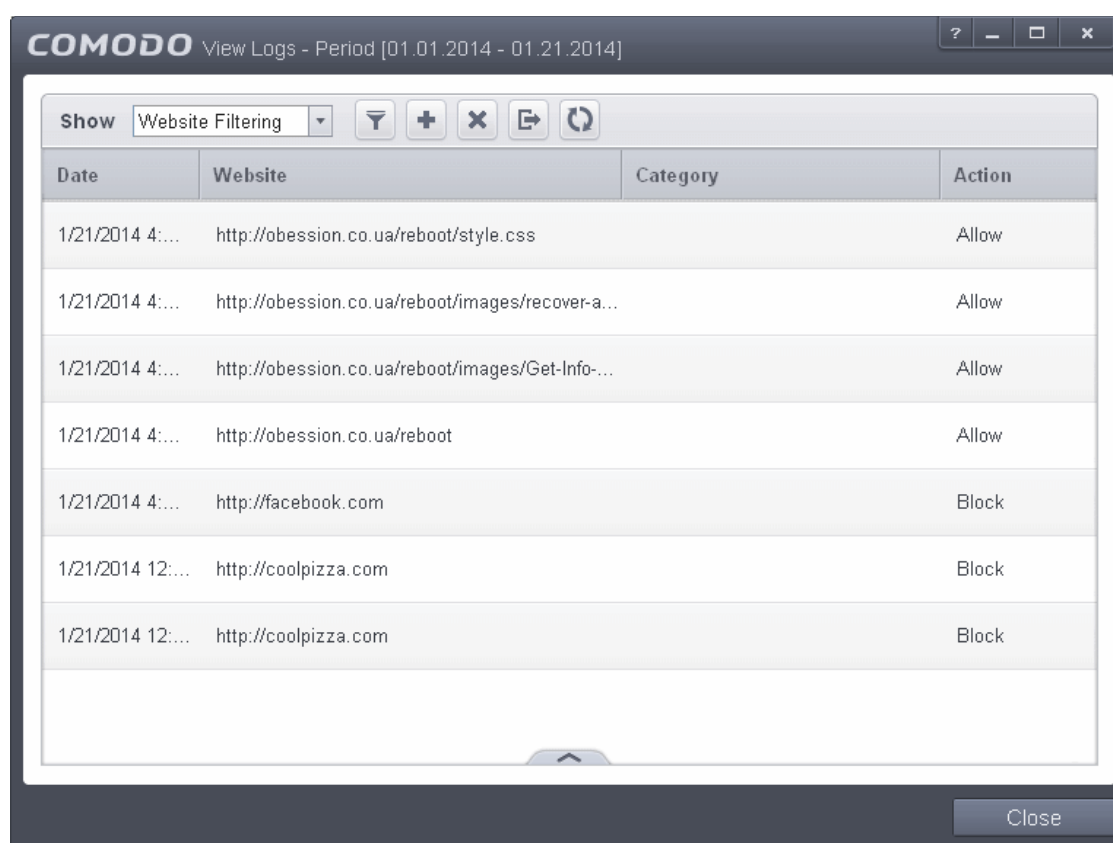 COMODO View Logs - Period [01.01.2014 - 01.21.2014]
?
Show Website Filtering
Date Website Category Action
1/21/2014 4:... http://obession.co.ua/reboot/style.css Allow
1/21/2014 4:... http://obession.co.ua/reboot/images/recover-a... Allow
1/21/2014 4:... http://obession.co.ua/reboot/images/Get-Info-... Allow
1/21/2014 4:... http://obession.co.ua/reboot Allow
1/21/2014 4:... http://facebook.com Block
1/21/2014 12:... http://coolpizza.com Block
1/21/2014 12:... http://coolpizza.com Block
Close